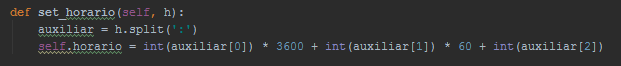 def set_horario(self, h):
    auxiliar = h.split(':')
    self.horario = int(auxiliar[0]) * 3600 + int(auxiliar[1]) * 60 + int(auxiliar[2])